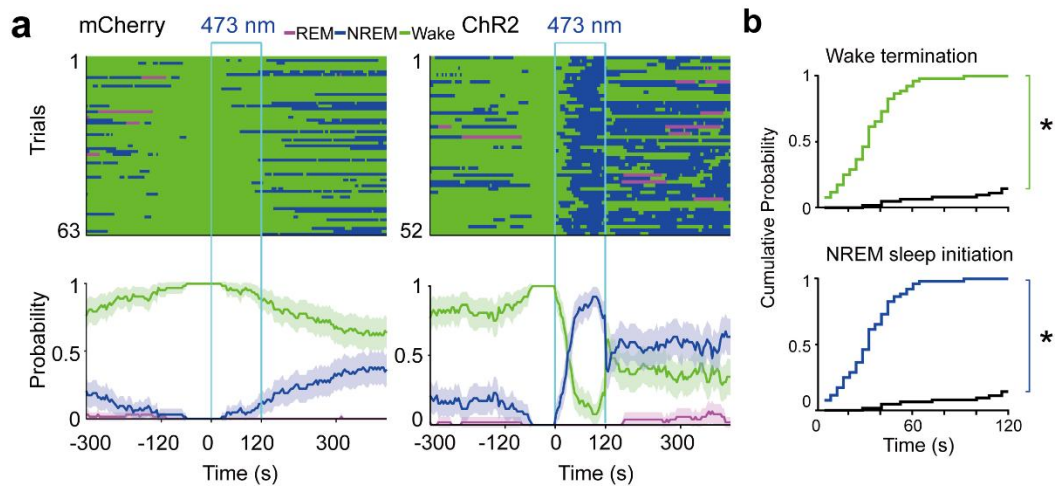 a
mCherry
473 nm
REM NREM Wake
ChR2
473 nm
1
Trials
63
1
52
Probability
1
0.5
0
-300 -120 0 120 300
Time (s)
1
0.5
0
-300 -120 0 120 300
Time (s)
b
Wake termination
Cumulative Probability
1
0.5
0
*
NREM sleep initiation
1
0.5
0
*
0 60 120
Time (s)